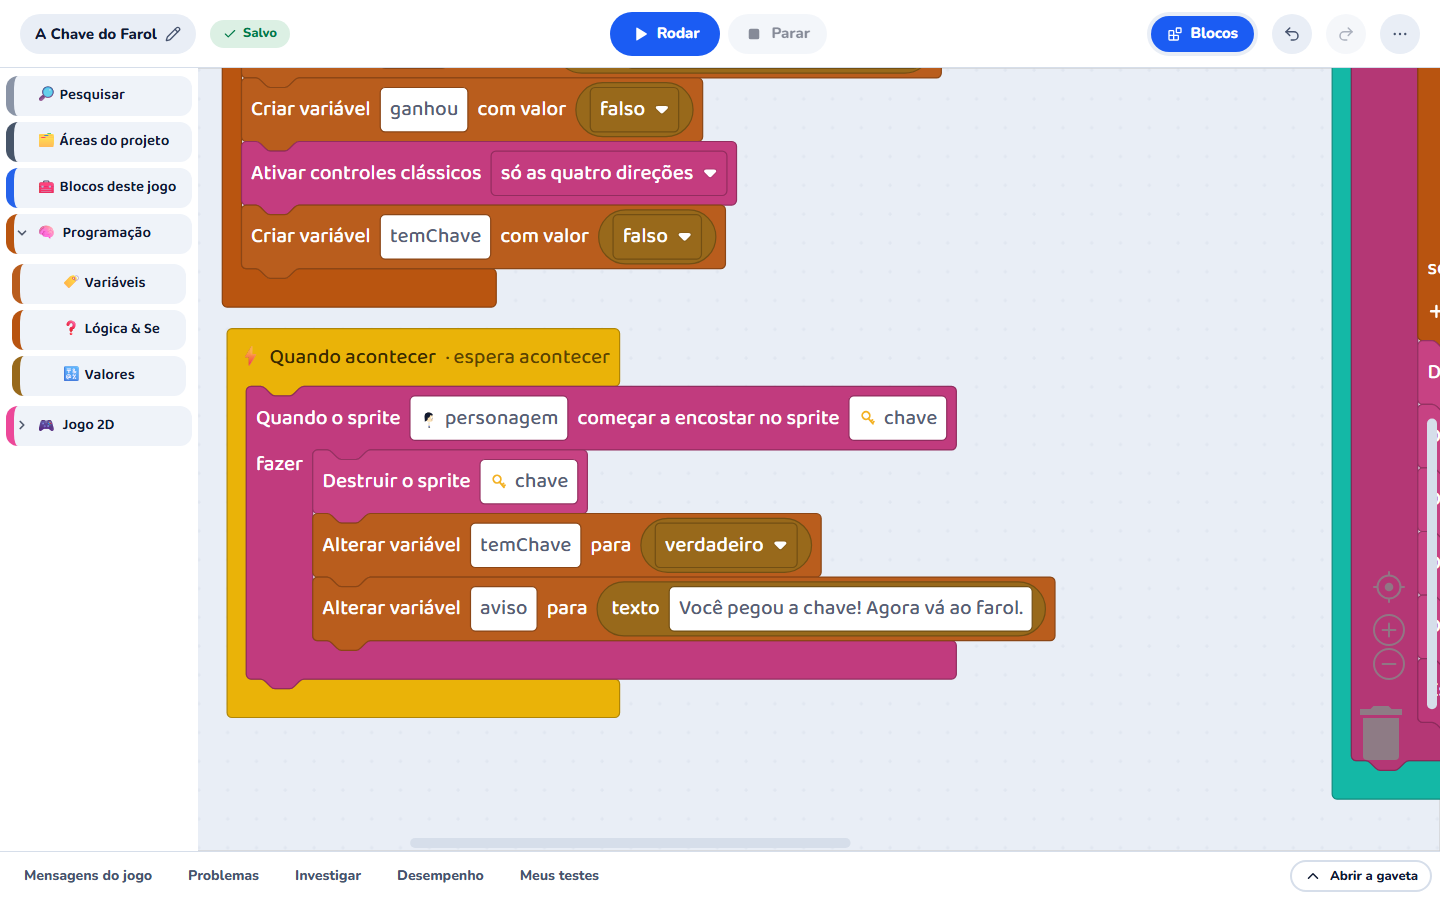 A Chave do Farol
Salvo
Rodar
Parar
Blocos
Pesquisar
Áreas do projeto
Blocos deste jogo
Programação
Variáveis
Lógica & Se
Valores
Jogo 2D
Criar variável ganhou com valor falso
Ativar controles clássicos só as quatro direções
Criar variável temChave com valor falso
Quando acontecer · espera acontecer
Quando o sprite personagem começar a encostar no sprite chave
fazer
Destruir o sprite chave
Alterar variável temChave para verdadeiro
Alterar variável aviso para texto Você pegou a chave! Agora vá ao farol.
Mensagens do jogo
Problemas
Investigar
Desempenho
Meus testes
Abrir a gaveta